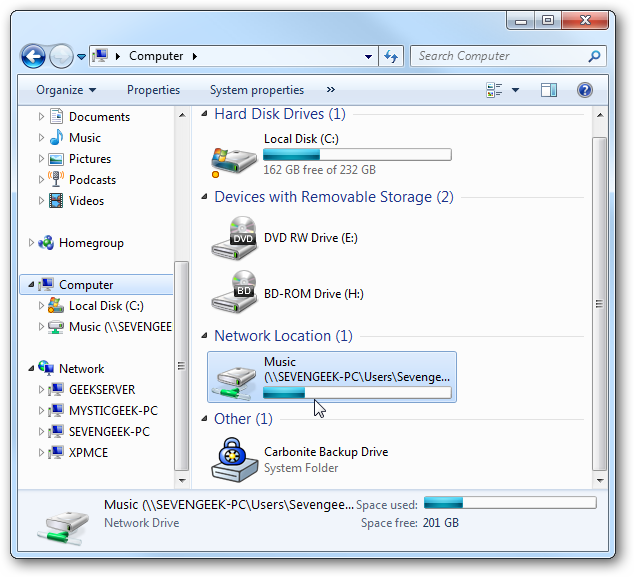 Computer
Search Computer
Organize Properties System properties »
Documents
Music
Pictures
Podcasts
Videos
Homegroup
Computer
Local Disk (C:)
Music (\\SEVENGEE
Network
GEEKSERVER
MYSTICGEEK-PC
SEVENGEEK-PC
XPMCE
Hard Disk Drives (1)
Local Disk (C:)
162 GB free of 232 GB
Devices with Removable Storage (2)
DVD
DVD RW Drive (E:)
BD
BD-ROM Drive (H:)
Network Location (1)
Music
(\\SEVENGEEK-PC\Users\Sevenge...
Other (1)
Carbonite Backup Drive
System Folder
Music (\\SEVENGEEK-PC\Users\Sevengee... Space used:
Network Drive Space free: 201 GB